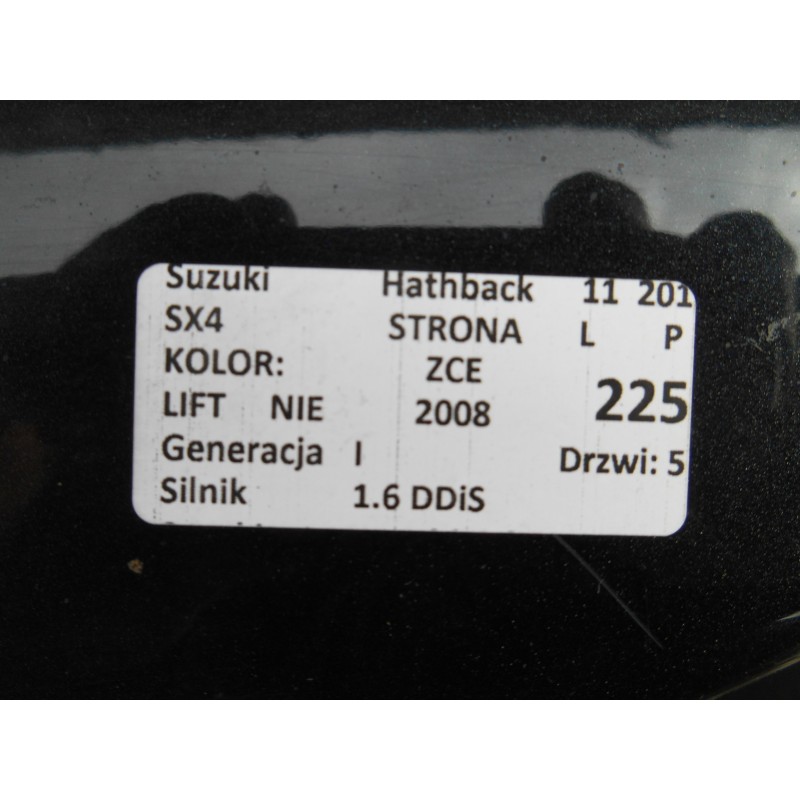 Suzuki Hathback 11 201
SX4 STRONA L P
KOLOR: ZCE 225
LIFT NIE 2008
Generacja I Drzwi: 5
Silnik 1.6 DDiS